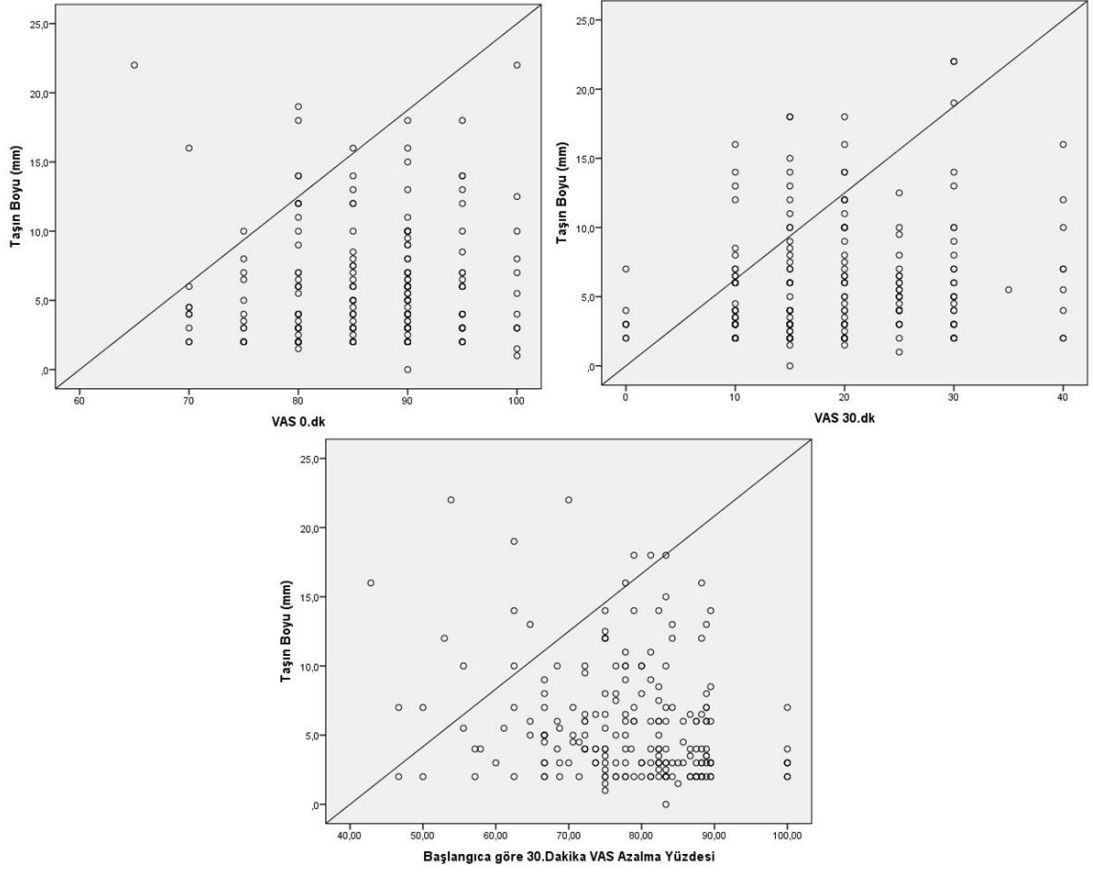 Taşın Boyu (mm)
25,0
20,0
15,0
10,0
5,0
,0
60 70 80 90 100
VAS 0.dk
Taşın Boyu (mm)
25,0
20,0
15,0
10,0
5,0
,0
0 10 20 30 40
VAS 30.dk
Taşın Boyu (mm)
25,0
20,0
15,0
10,0
5,0
,0
40,00 50,00 60,00 70,00 80,00 90,00 100,00
Başlangıca göre 30.Dakika VAS Azalma Yüzdesi